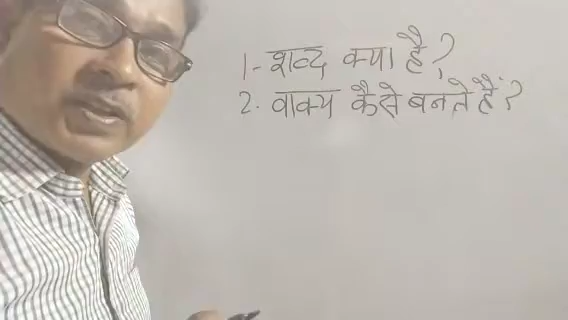 1- शब्द क्या है?
2. वाक्य कैसे बनते हैं?